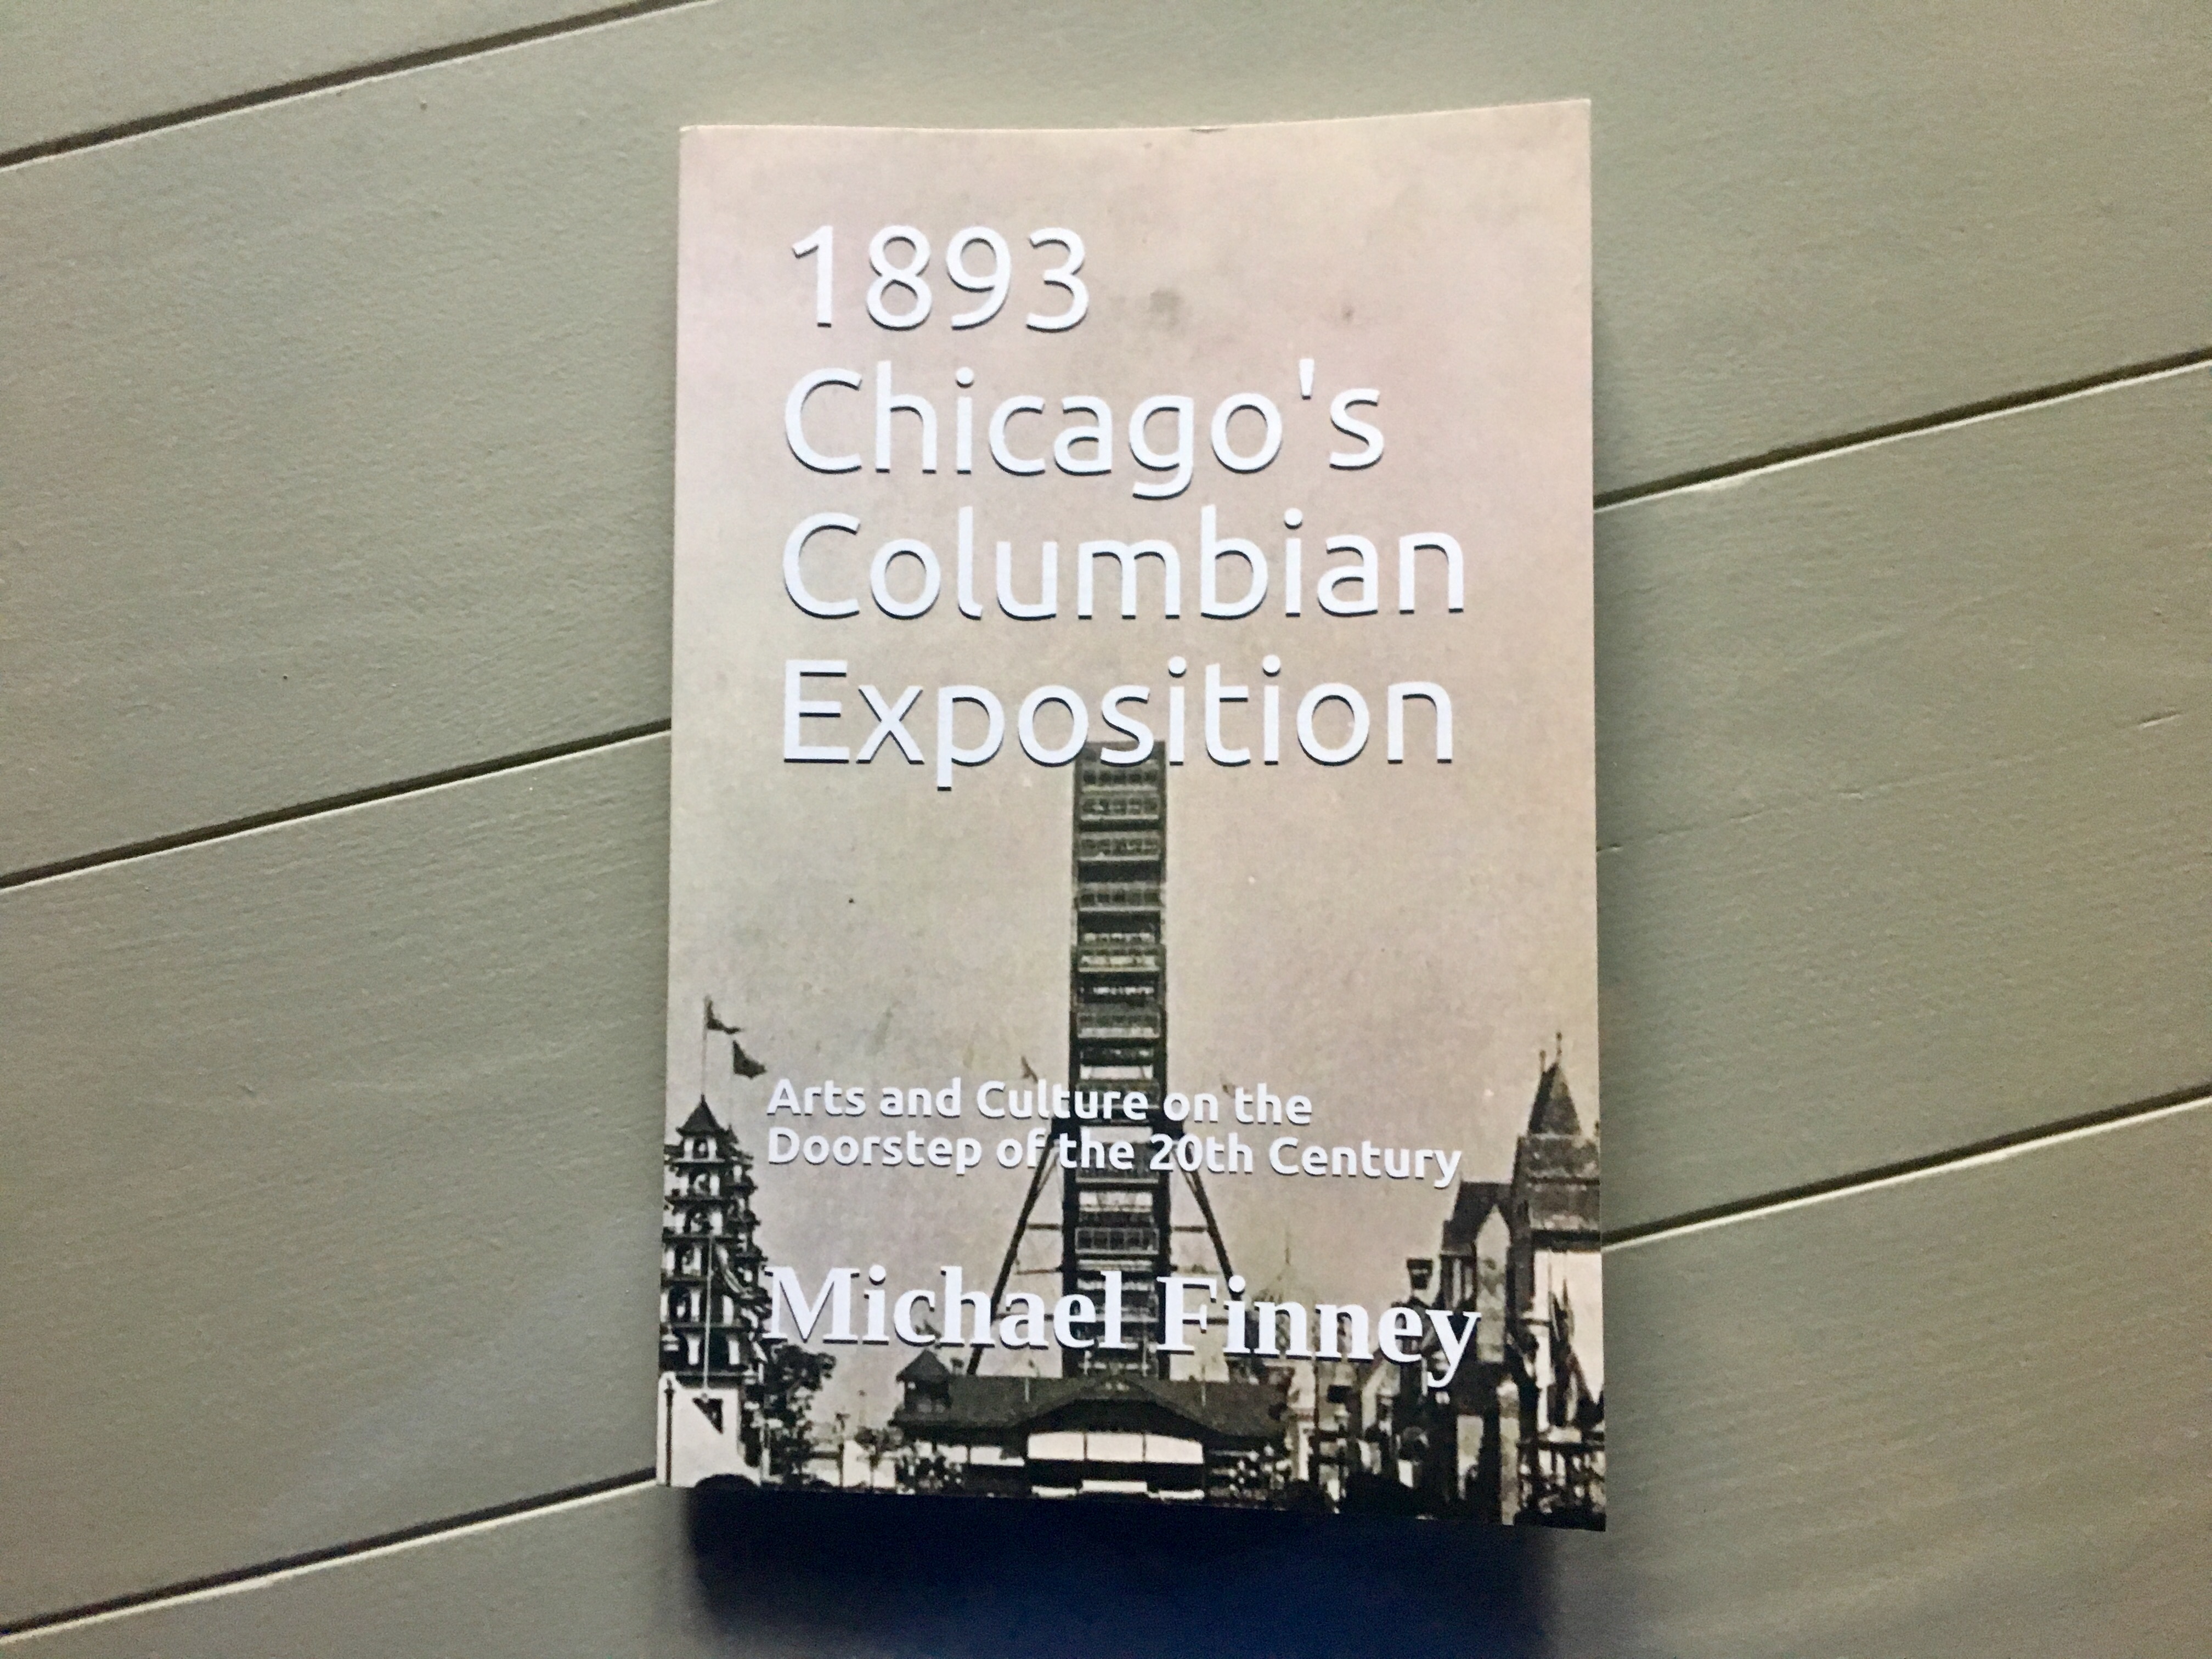 1893
Chicago's
Columbian
Exposition
Arts and Culture on the
Doorstep of the 20th Century
Michael Finney